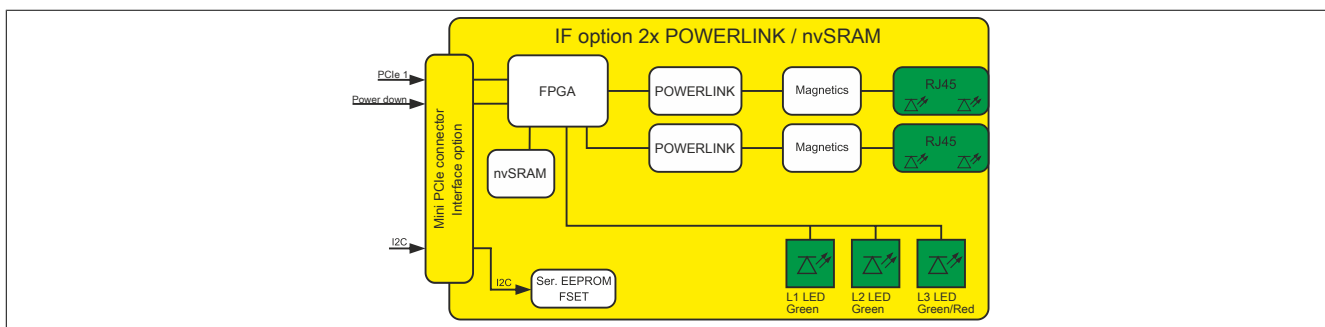 IF option 2x POWERLINK / nvSRAM
PCIe 1
Power down
I2C
Mini PCIe connector
Interface option
FPGA
nvSRAM
POWERLINK
Magnetics
RJ45
POWERLINK
Magnetics
RJ45
I2C
Ser. EEPROM
FSET
L1 LED
Green
L2 LED
Green
L3 LED
Green/Red